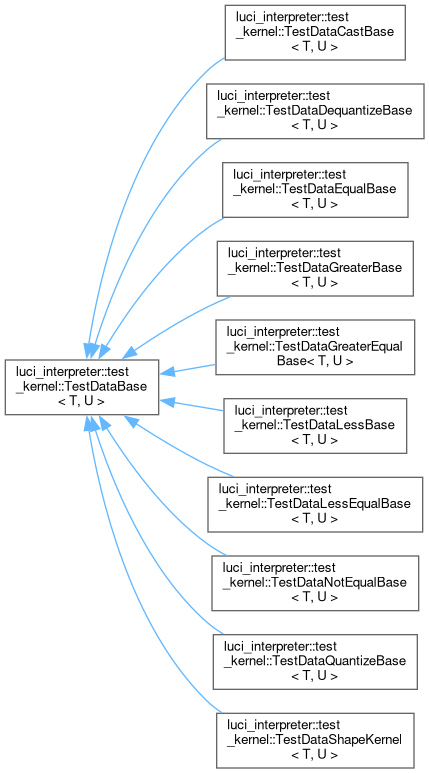 luci_interpreter::test
_kernel::TestDataCastBase
< T, U >
luci_interpreter::test
_kernel::TestDataDequantizeBase
< T, U >
luci_interpreter::test
_kernel::TestDataEqualBase
< T, U >
luci_interpreter::test
_kernel::TestDataGreaterBase
< T, U >
luci_interpreter::test
_kernel::TestDataGreaterEqual
Base< T, U >
luci_interpreter::test
_kernel::TestDataBase
< T, U >
luci_interpreter::test
_kernel::TestDataLessBase
< T, U >
luci_interpreter::test
_kernel::TestDataLessEqualBase
< T, U >
luci_interpreter::test
_kernel::TestDataNotEqualBase
< T, U >
luci_interpreter::test
_kernel::TestDataQuantizeBase
< T, U >
luci_interpreter::test
_kernel::TestDataShapeKernel
< T, U >